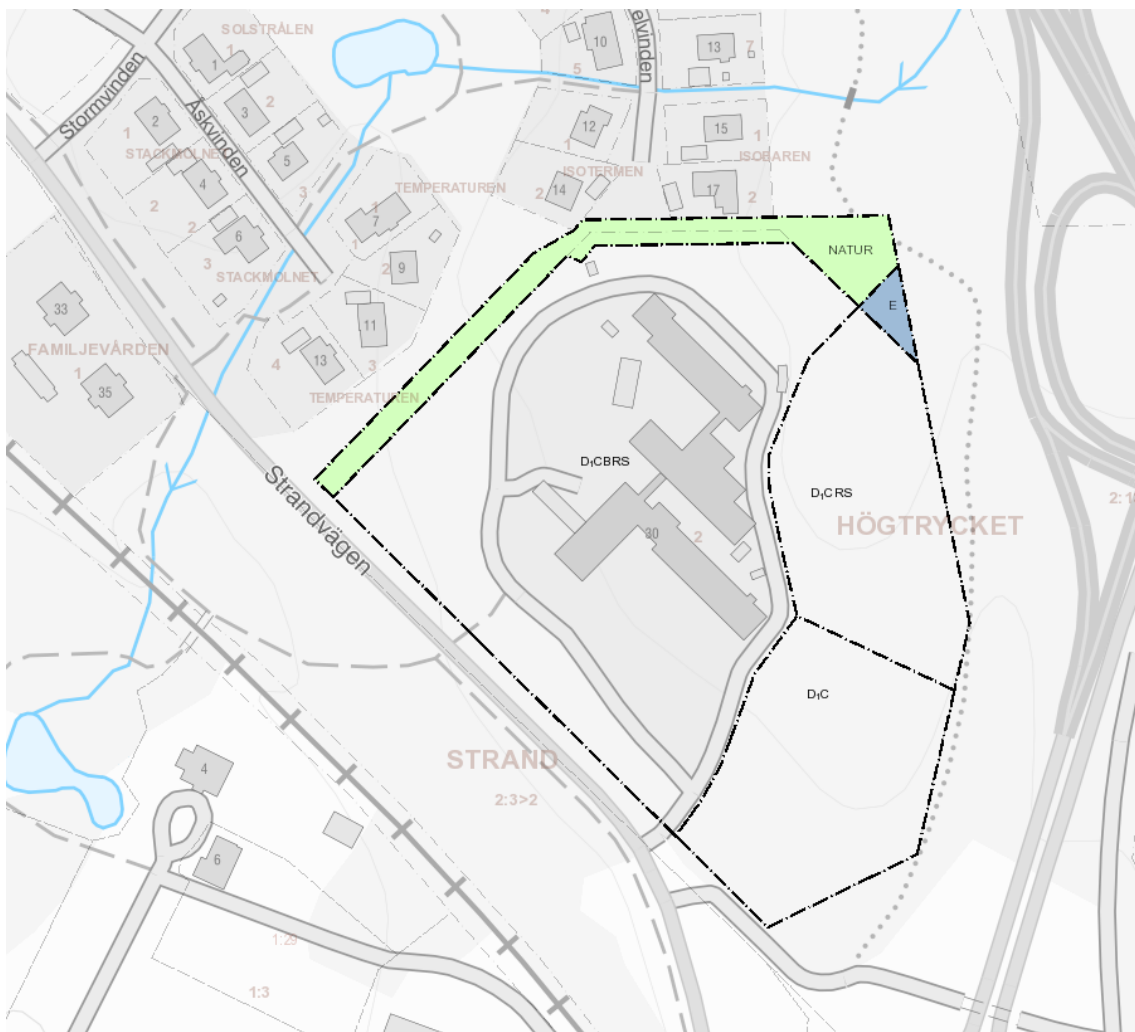 SOLSTRÅLEN
4
10
elvinden
13
7
1
1
5
2
Stormvinden
Åskvinden
2
3
1
12
15
1
STACKMOLNET
5
1
ISOTERMEN
ISOBAREN
4
3
TEMPERATUREN
14
2
17
2
2
1
7
2
6
1
NATUR
3
STACKMOLNET
2
9
E
33
11
FAMILJEVÅRDEN
4
13
3
1
35
TEMPERATUREN
D₁CBRS
Strandvägen
D₁CRS
2:1
HÖGTRYCKET
30
2
D₁C
STRAND
4
2:3>2
6
1:29
1:3